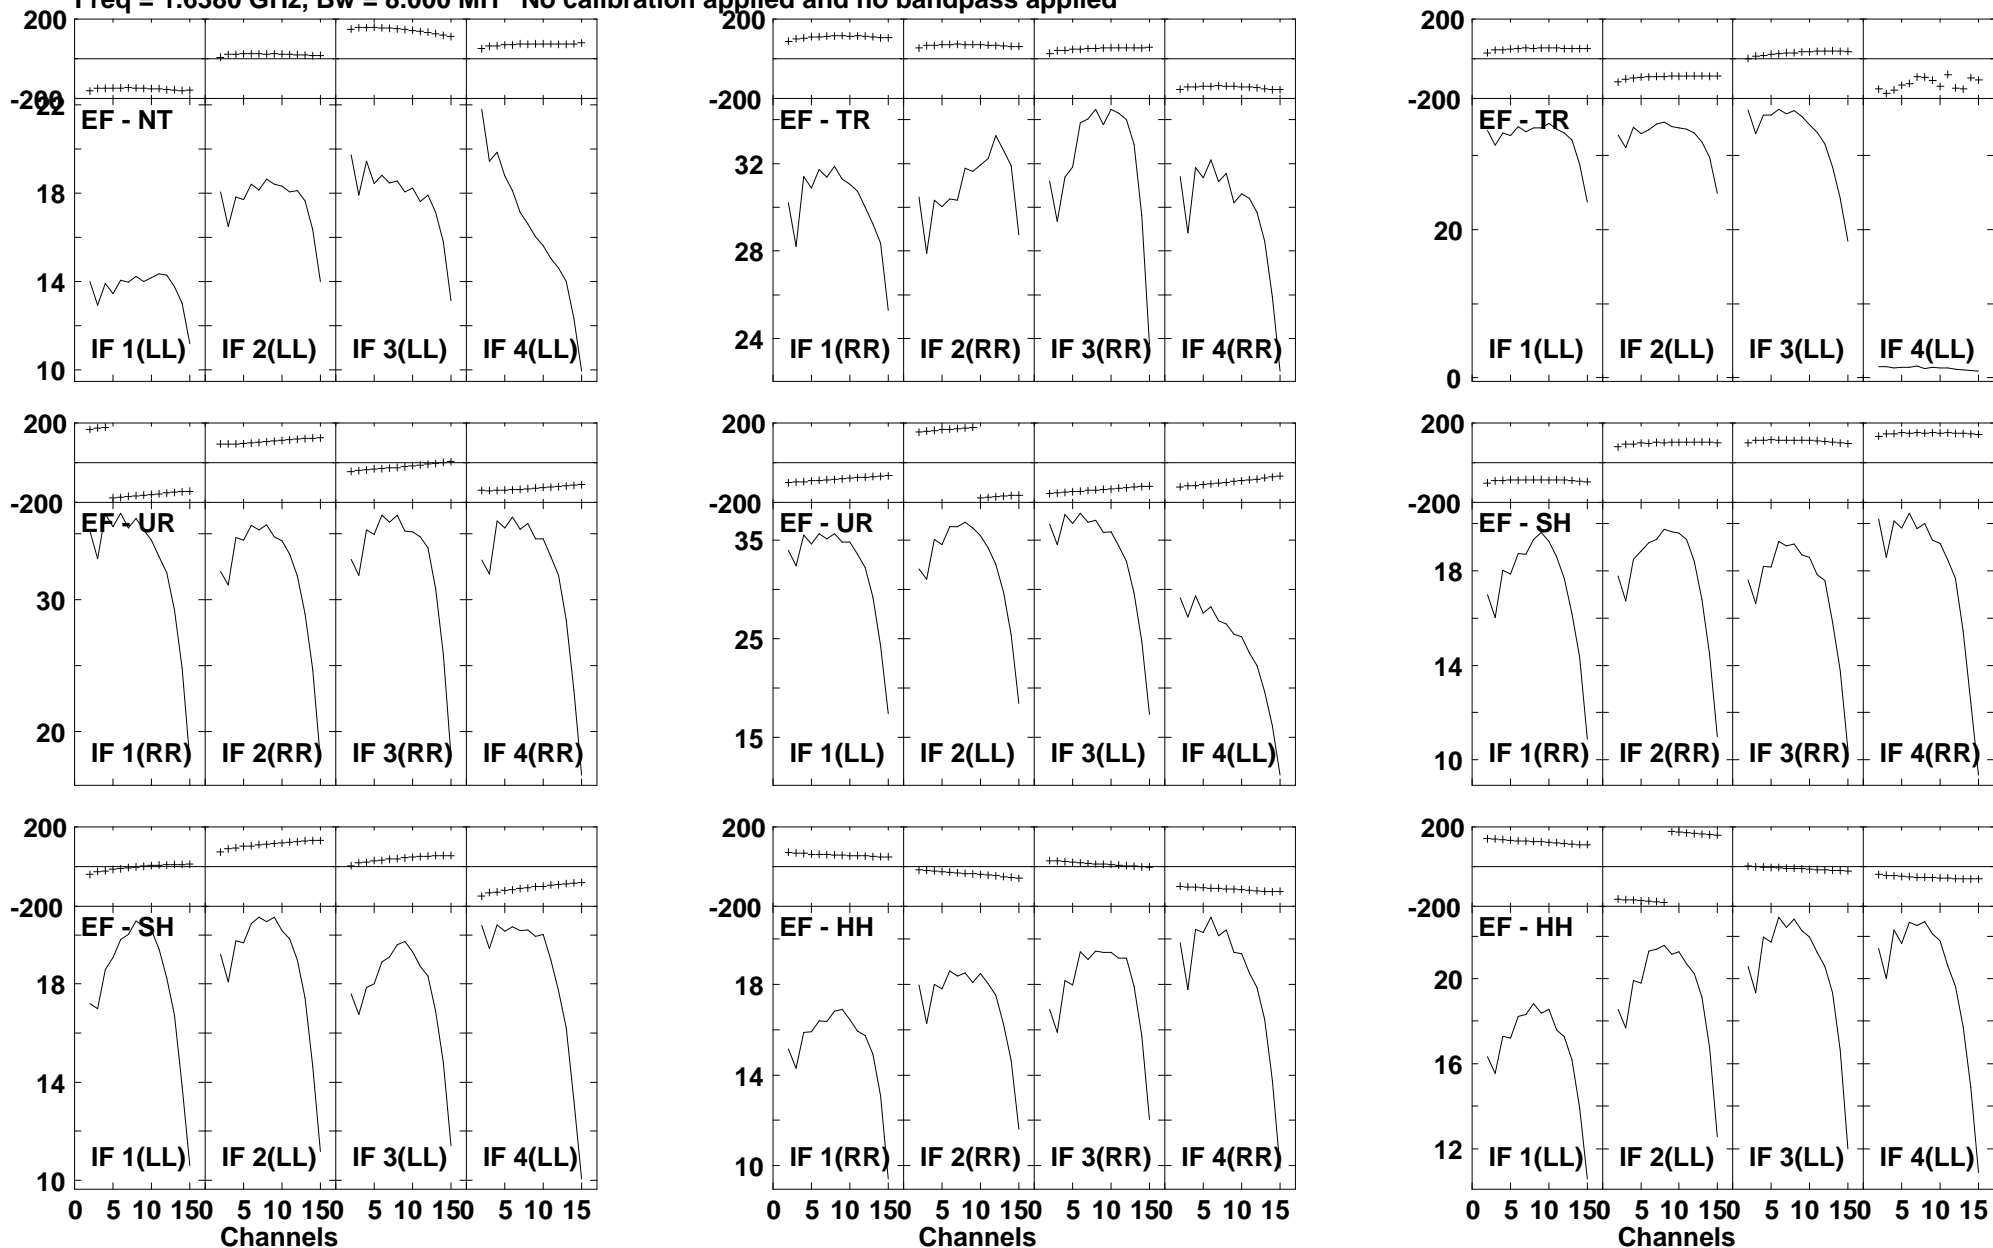 Freq = 1.6380 GHz, Bw = 8.000 MH No calibration applied and no bandpass applied
200 200 200
-200 -200 -200
22
EF - NT EF - TR EF - TR
32
18
28 20
14
IF 1(LL) IF 2(LL) IF 3(LL) IF 4(LL) 24 IF 1(RR) IF 2(RR) IF 3(RR) IF 4(RR) IF 1(LL) IF 2(LL) IF 3(LL) IF 4(LL)
10 0
200 200 200
-200 -200 -200
EF - UR EF - UR EF - SH
35
18
30
25
14
20 15
IF 1(RR) IF 2(RR) IF 3(RR) IF 4(RR) IF 1(LL) IF 2(LL) IF 3(LL) IF 4(LL) IF 1(RR) IF 2(RR) IF 3(RR) IF 4(RR)
10
200 200 200
-200 -200 -200
EF - SH EF - HH EF - HH
18 18 20
14 14 16
IF 1(LL) IF 2(LL) IF 3(LL) IF 4(LL) IF 1(RR) IF 2(RR) IF 3(RR) IF 4(RR) IF 1(LL) IF 2(LL) IF 3(LL) IF 4(LL)
10 10 12
0 5 10 150 5 10 150 5 10 150 5 10 15 0 5 10 150 5 10 150 5 10 150 5 10 15 0 5 10 150 5 10 150 5 10 150 5 10 15
Channels Channels Channels